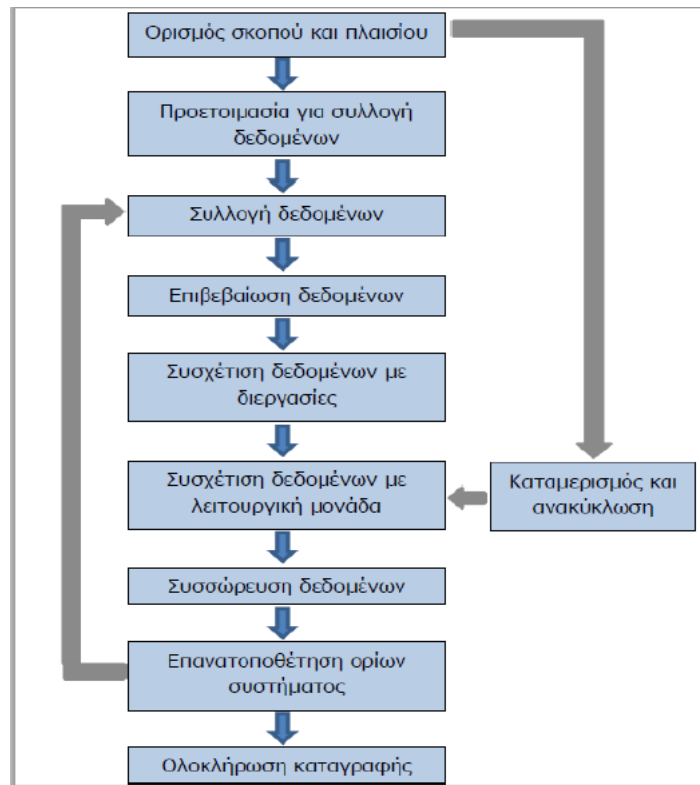 Ορισμός σκοπού και πλαισίου
Προετοιμασία για συλλογή
δεδομένων
Συλλογή δεδομένων
Επιβεβαίωση δεδομένων
Συσχέτιση δεδομένων με
διεργασίες
Συσχέτιση δεδομένων με
λειτουργική μονάδα
Καταμερισμός και
ανακύκλωση
Συσσώρευση δεδομένων
Επανατοποθέτηση ορίων
συστήματος
Ολοκλήρωση καταγραφής